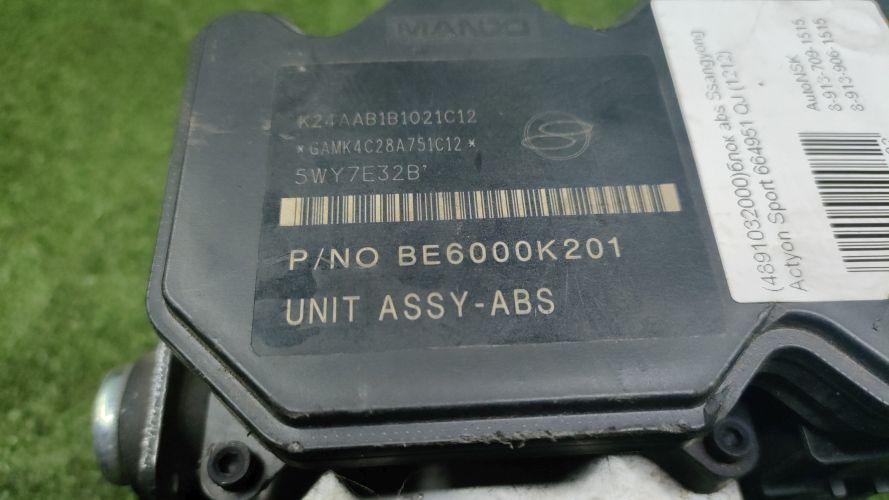 MANDO
K24AAB1B1021C12
*GAMK4C28A751C12*
5WY7E32B
P/NO BE6000K201
UNIT ASSY-ABS
(4891032000)блок abs Ssangyong
Actyon Sport 664951 QJ (1212)
AutoNSK
8-913-709-1515
8-913-906-1515